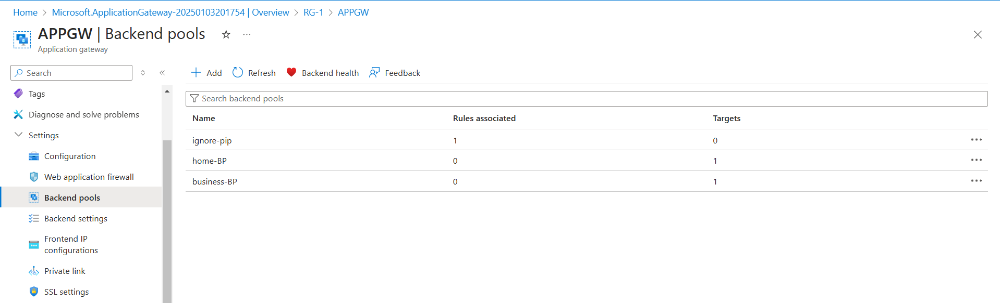 Home > Microsoft.ApplicationGateway-20250103201754 | Overview > RG-1 > APPGW
APPGW | Backend pools
Application gateway
Search
Tags
Diagnose and solve problems
Settings
Configuration
Web application firewall
Backend pools
Backend settings
Frontend IP
configurations
Private link
SSL settings
Add Refresh Backend health Feedback
Search backend pools
Name Rules associated Targets
ignore-pip 1 0
home-BP 0 1
business-BP 0 1